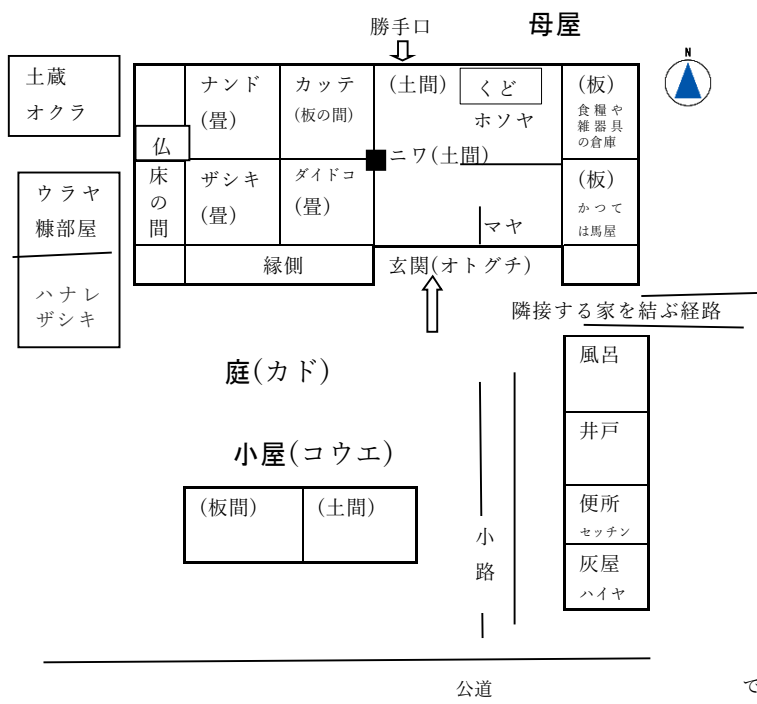 母屋
勝手口
N
土蔵
オクラ
ウラヤ
糠部屋
ハナレ
ザシキ
ナンド
(畳)
カッテ
(板の間)
(土間)
くど
ホソヤ
(板)
食糧や
雑器具
の倉庫
仏
床の間
ザシキ
(畳)
ダイドコ
(畳)
ニワ(土間)
マヤ
(板)
かつて
は馬屋
縁側
玄関(オトグチ)
隣接する家を結ぶ経路
庭(カド)
小屋(コウエ)
(板間)
(土間)
小路
風呂
井戸
便所
セッチン
灰屋
ハイヤ
公道
で